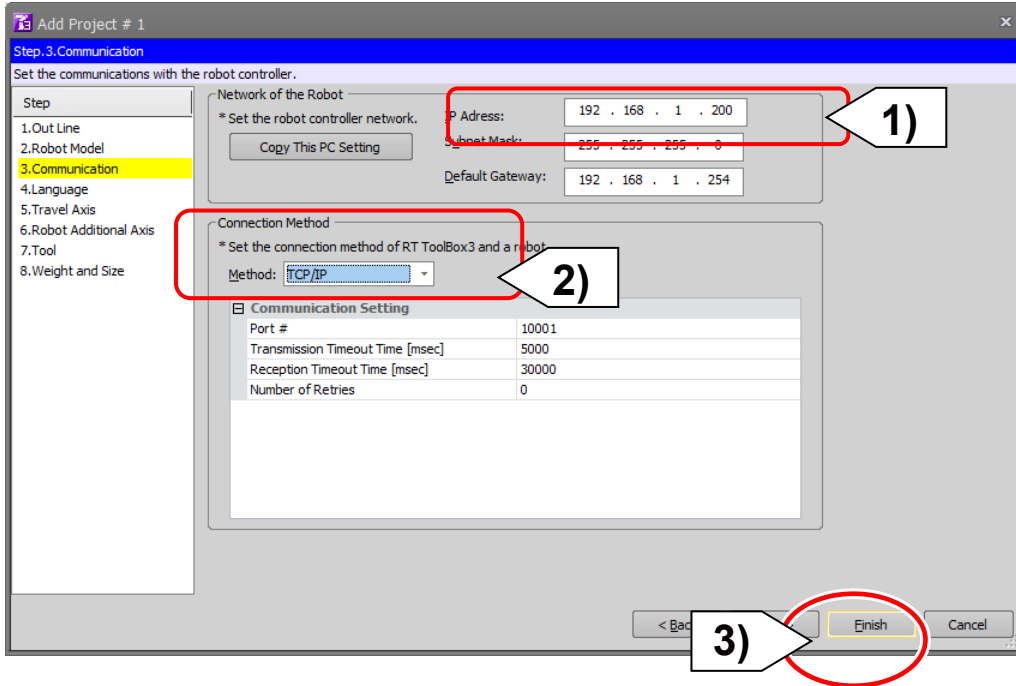 Add Project # 1
Step.3.Communication
Set the communications with the robot controller.
Step
1.Out Line
2.Robot Model
3.Communication
4.Language
5.Travel Axis
6.Robot Additional Axis
7.Tool
8.Weight and Size
Network of the Robot
* Set the robot controller network.
Copy This PC Setting
IP Adress: 192 . 168 . 1 . 200
1)
Subnet Mask: 255 . 255 . 255 . 0
Default Gateway: 192 . 168 . 1 . 254
Connection Method
* Set the connection method of RT ToolBox3 and a robot
Method: TCP/IP
2)
Communication Setting
Port # 10001
Transmission Timeout Time [msec] 5000
Reception Timeout Time [msec] 30000
Number of Retries 0
< Bac
3)
Finish
Cancel